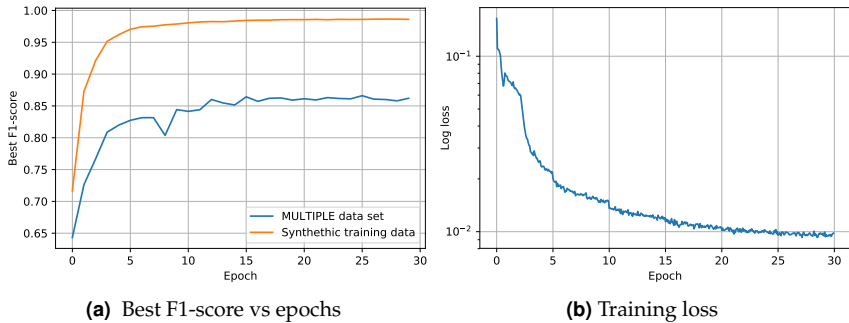 1.00
0.95
0.90
0.85
0.80
0.75
0.70
0.65
Best F1-score
MULTIPLE data set
Synthethic training data
0 5 10 15 20 25 30
Epoch
(a) Best F1-score vs epochs
10⁻¹
10⁻²
Log loss
0 5 10 15 20 25 30
Epoch
(b) Training loss